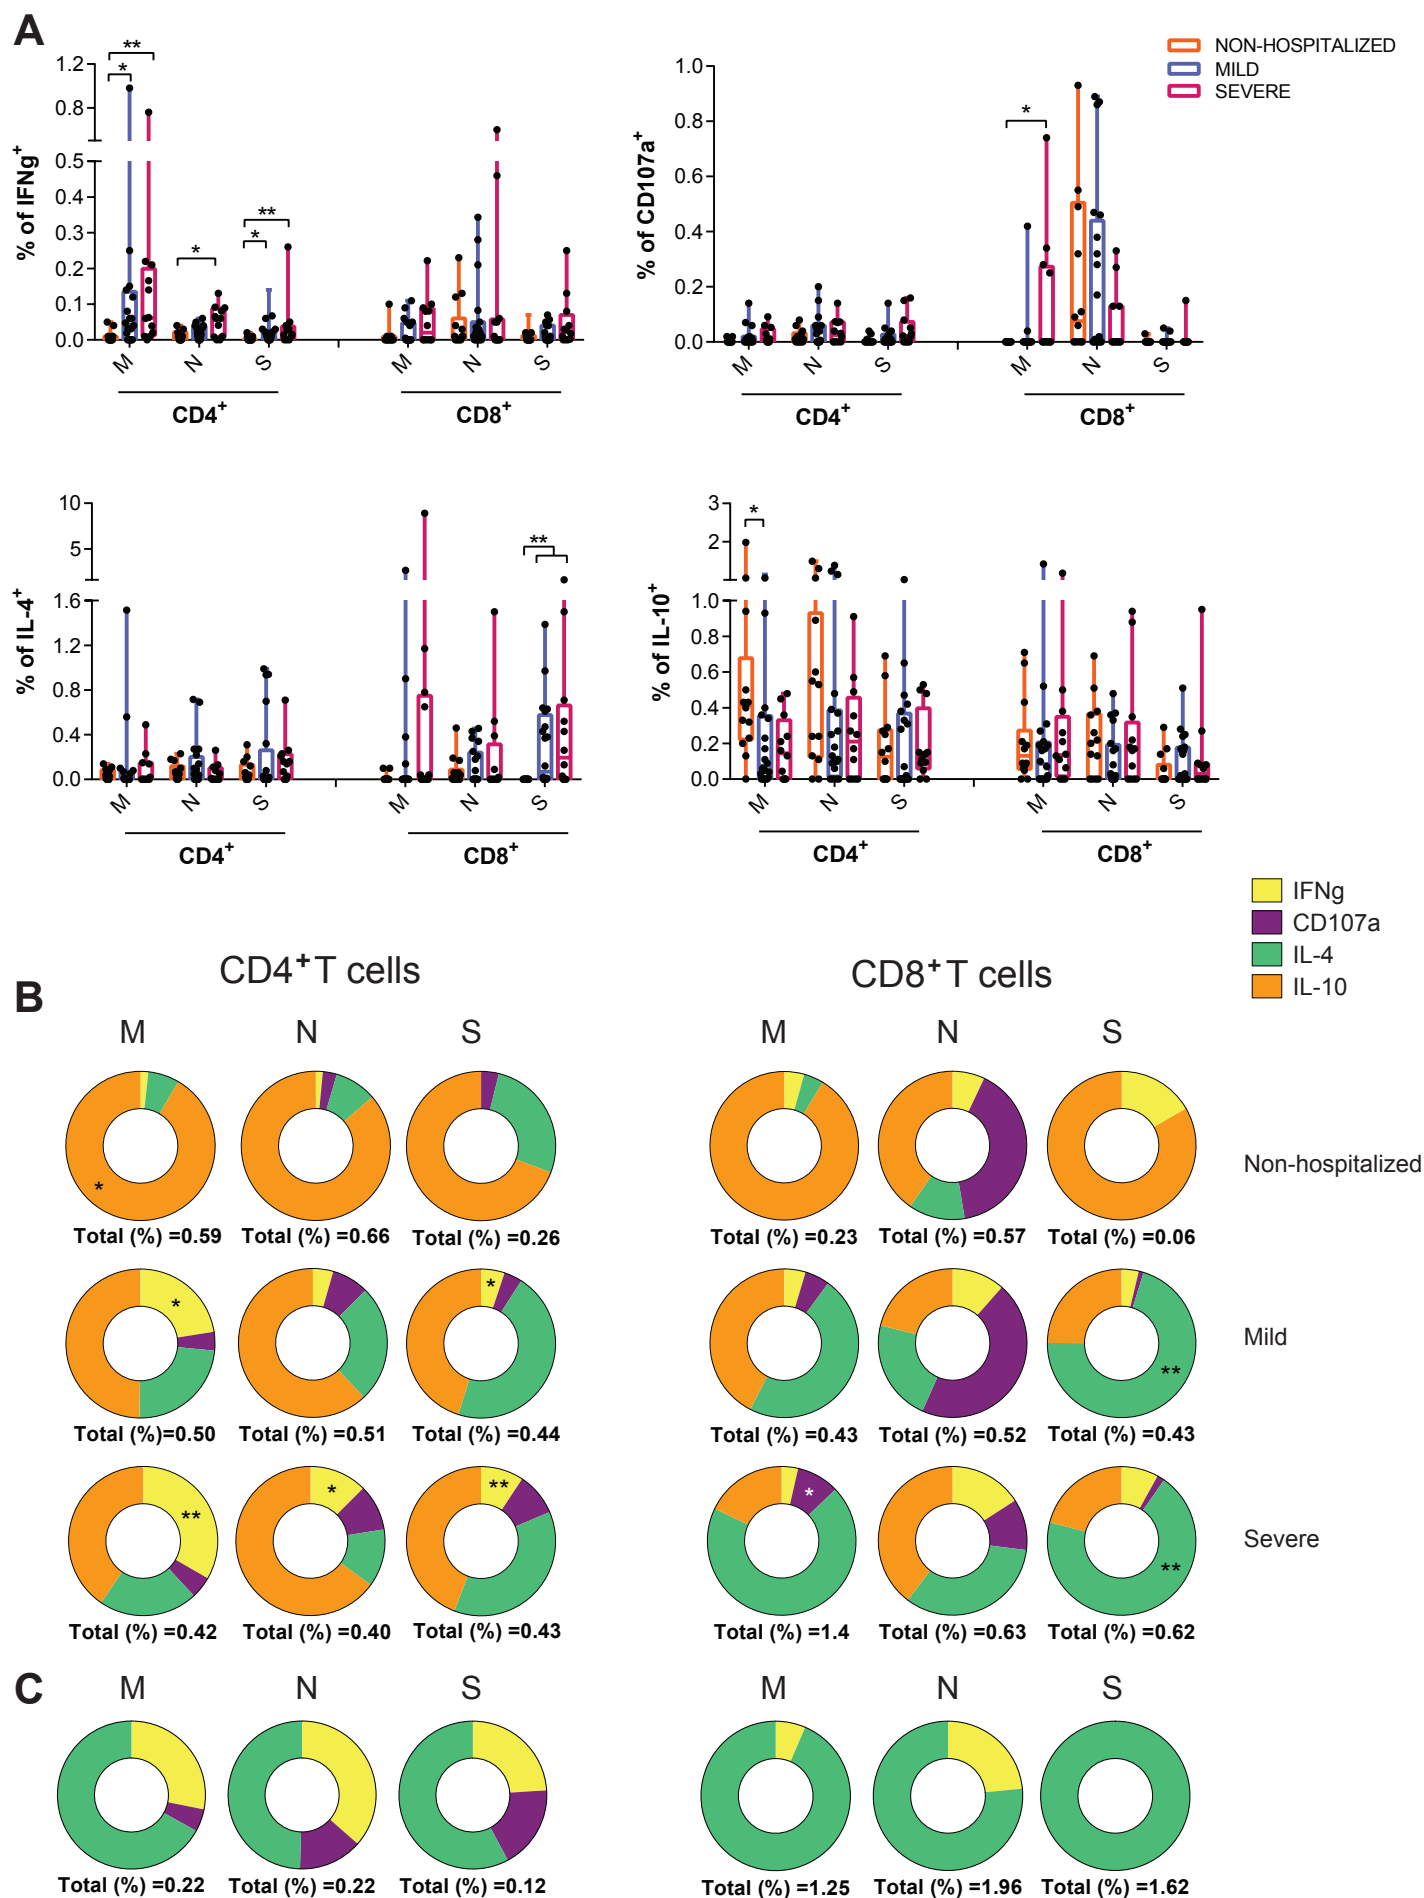 A
NON-HOSPITALIZED
MILD
SEVERE
% of IFNg+
1.2
0.8
0.5
0.4
0.3
0.2
0.1
0.0
** * * * **
M N S M N S
CD4+ CD8+
% of CD107a+
1.0
0.8
0.6
0.4
0.2
0.0
*
M N S M N S
CD4+ CD8+
% of IL-4+
10
5
1.6
1.2
0.8
0.4
0.0
**
M N S M N S
CD4+ CD8+
% of IL-10+
3
2
1.0
0.8
0.6
0.4
0.2
0.0
*
M N S M N S
CD4+ CD8+
IFNg
CD107a
IL-4
IL-10
B
CD4+T cells CD8+T cells
M N S M N S
*
Non-hospitalized
Total (%) =0.59 Total (%) =0.66 Total (%) =0.26 Total (%) =0.23 Total (%) =0.57 Total (%) =0.06
* * **
Mild
Total (%)=0.50 Total (%) =0.51 Total (%) =0.44 Total (%) =0.43 Total (%) =0.52 Total (%) =0.43
** * ** * **
Severe
Total (%) =0.42 Total (%) =0.40 Total (%) =0.43 Total (%) =1.4 Total (%) =0.63 Total (%) =0.62
C
M N S M N S
Total (%) =0.22 Total (%) =0.22 Total (%) =0.12 Total (%) =1.25 Total (%) =1.96 Total (%) =1.62